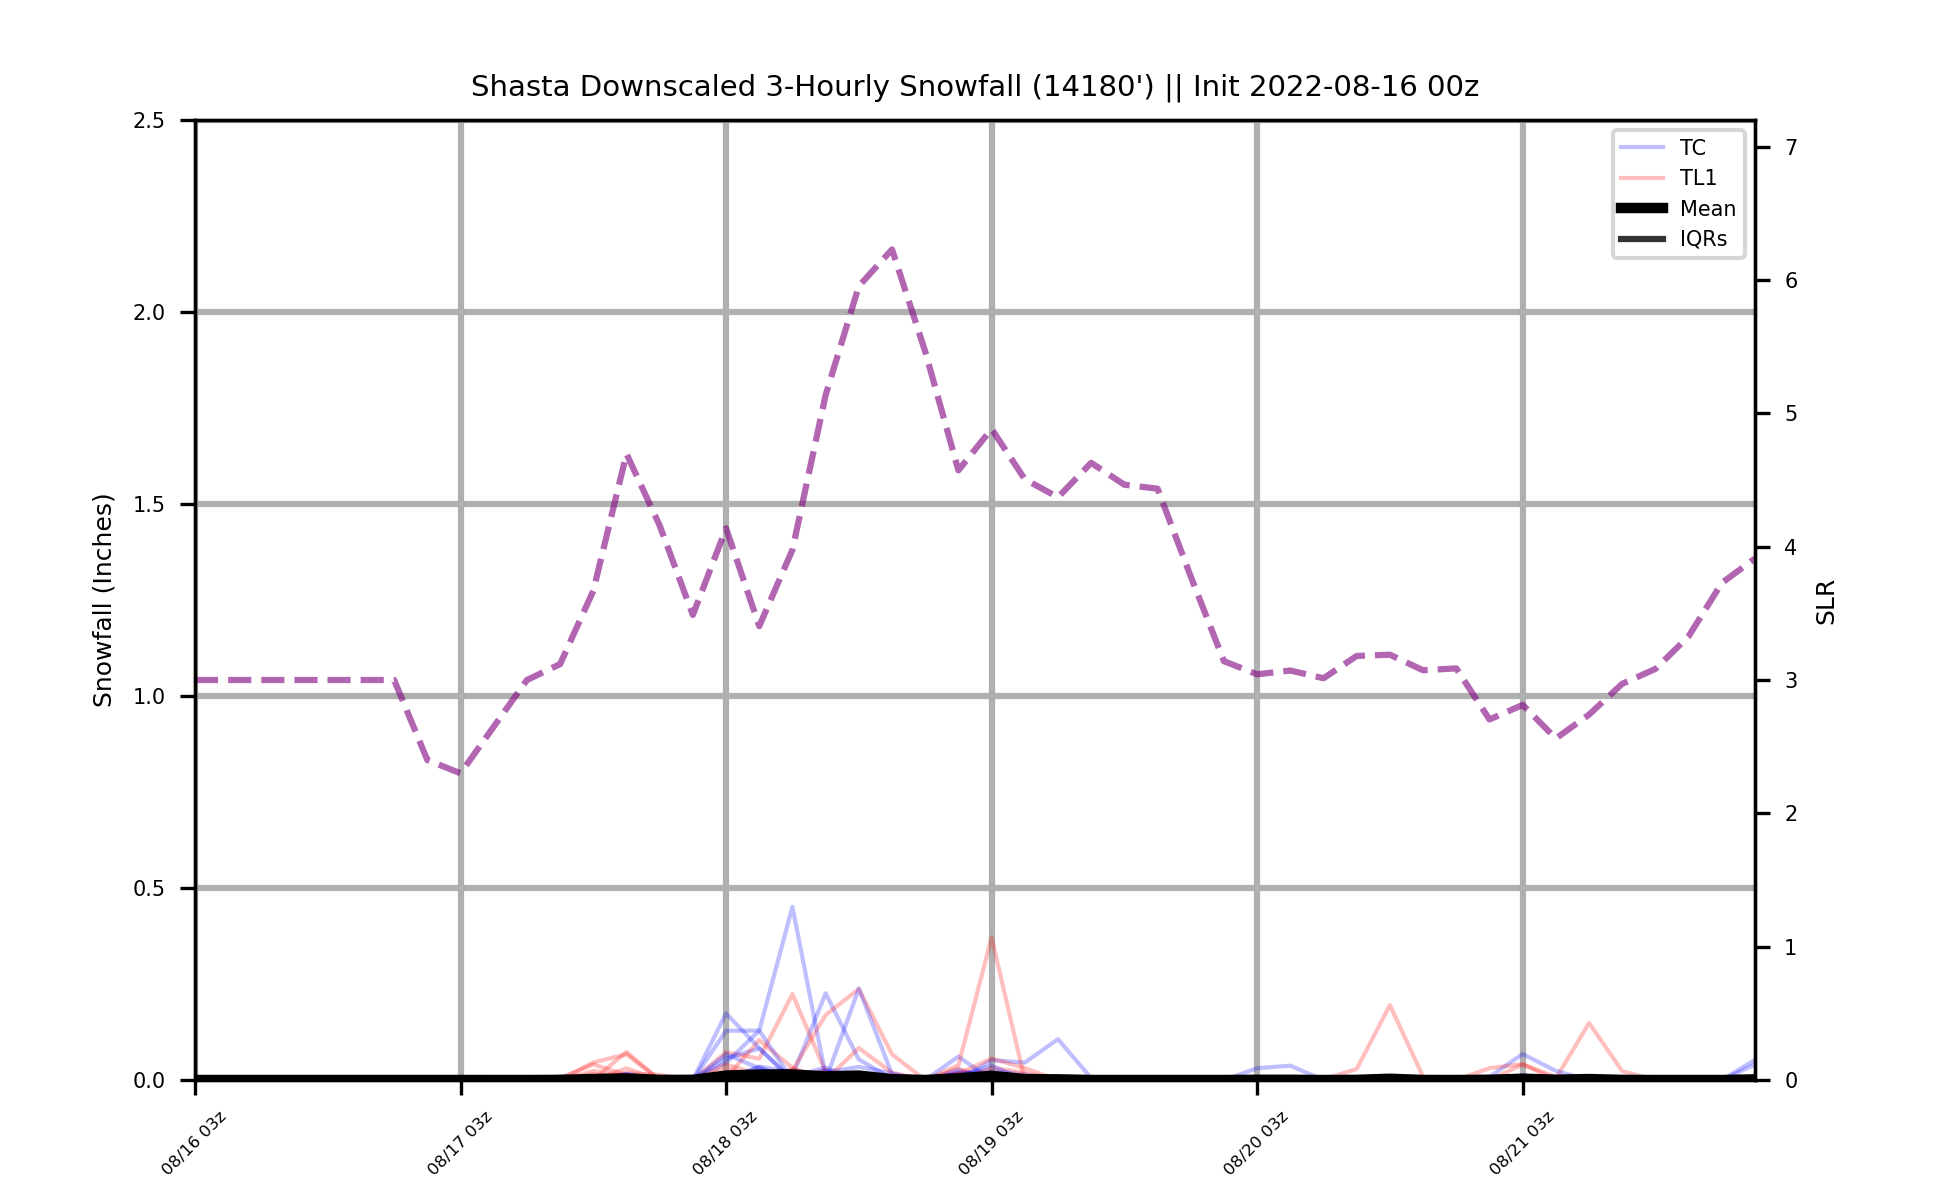 Shasta Downscaled 3-Hourly Snowfall (14180') || Init 2022-08-16 00z
2.5
2.0
1.5
1.0
0.5
0.0
Snowfall (Inches)
TC
TL1
Mean
IQRs
7
6
5
4
3
2
1
0
SLR
08/16 03z
08/17 03z
08/18 03z
08/19 03z
08/20 03z
08/21 03z